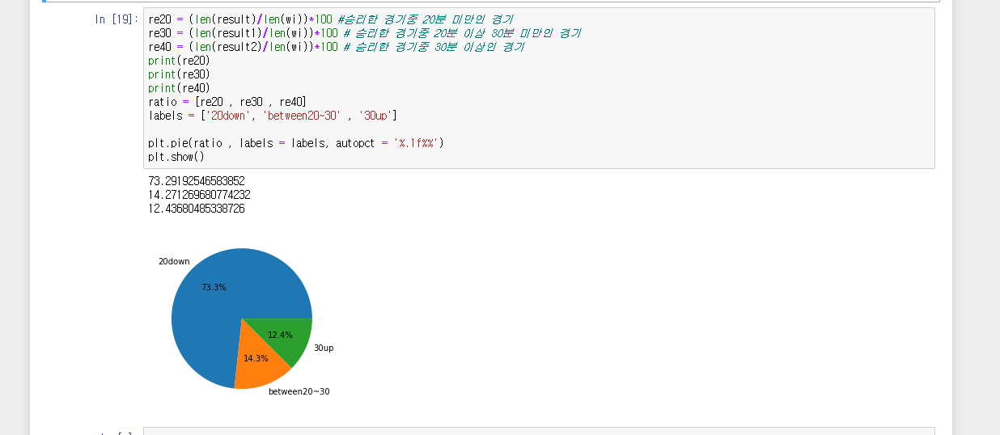 In [19]:
re20 = (len(result)/len(wi))*100 #승리한 경기중 20분 미만인 경기
re30 = (len(result1)/len(wi))*100 # 승리한 경기중 20분 이상 30분 미만인 경기
re40 = (len(result2)/len(wi))*100 # 승리한 경기중 30분 이상인 경기
print(re20)
print(re30)
print(re40)
ratio = [re20 , re30 , re40]
labels = ['20down', 'between20~30' , '30up']
plt.pie(ratio , labels = labels, autopct = '%.1f%%')
plt.show()
73.29192546583852
14.271269680774232
12.43680485338726
20down
73.3%
12.4%
30up
14.3%
between20~30